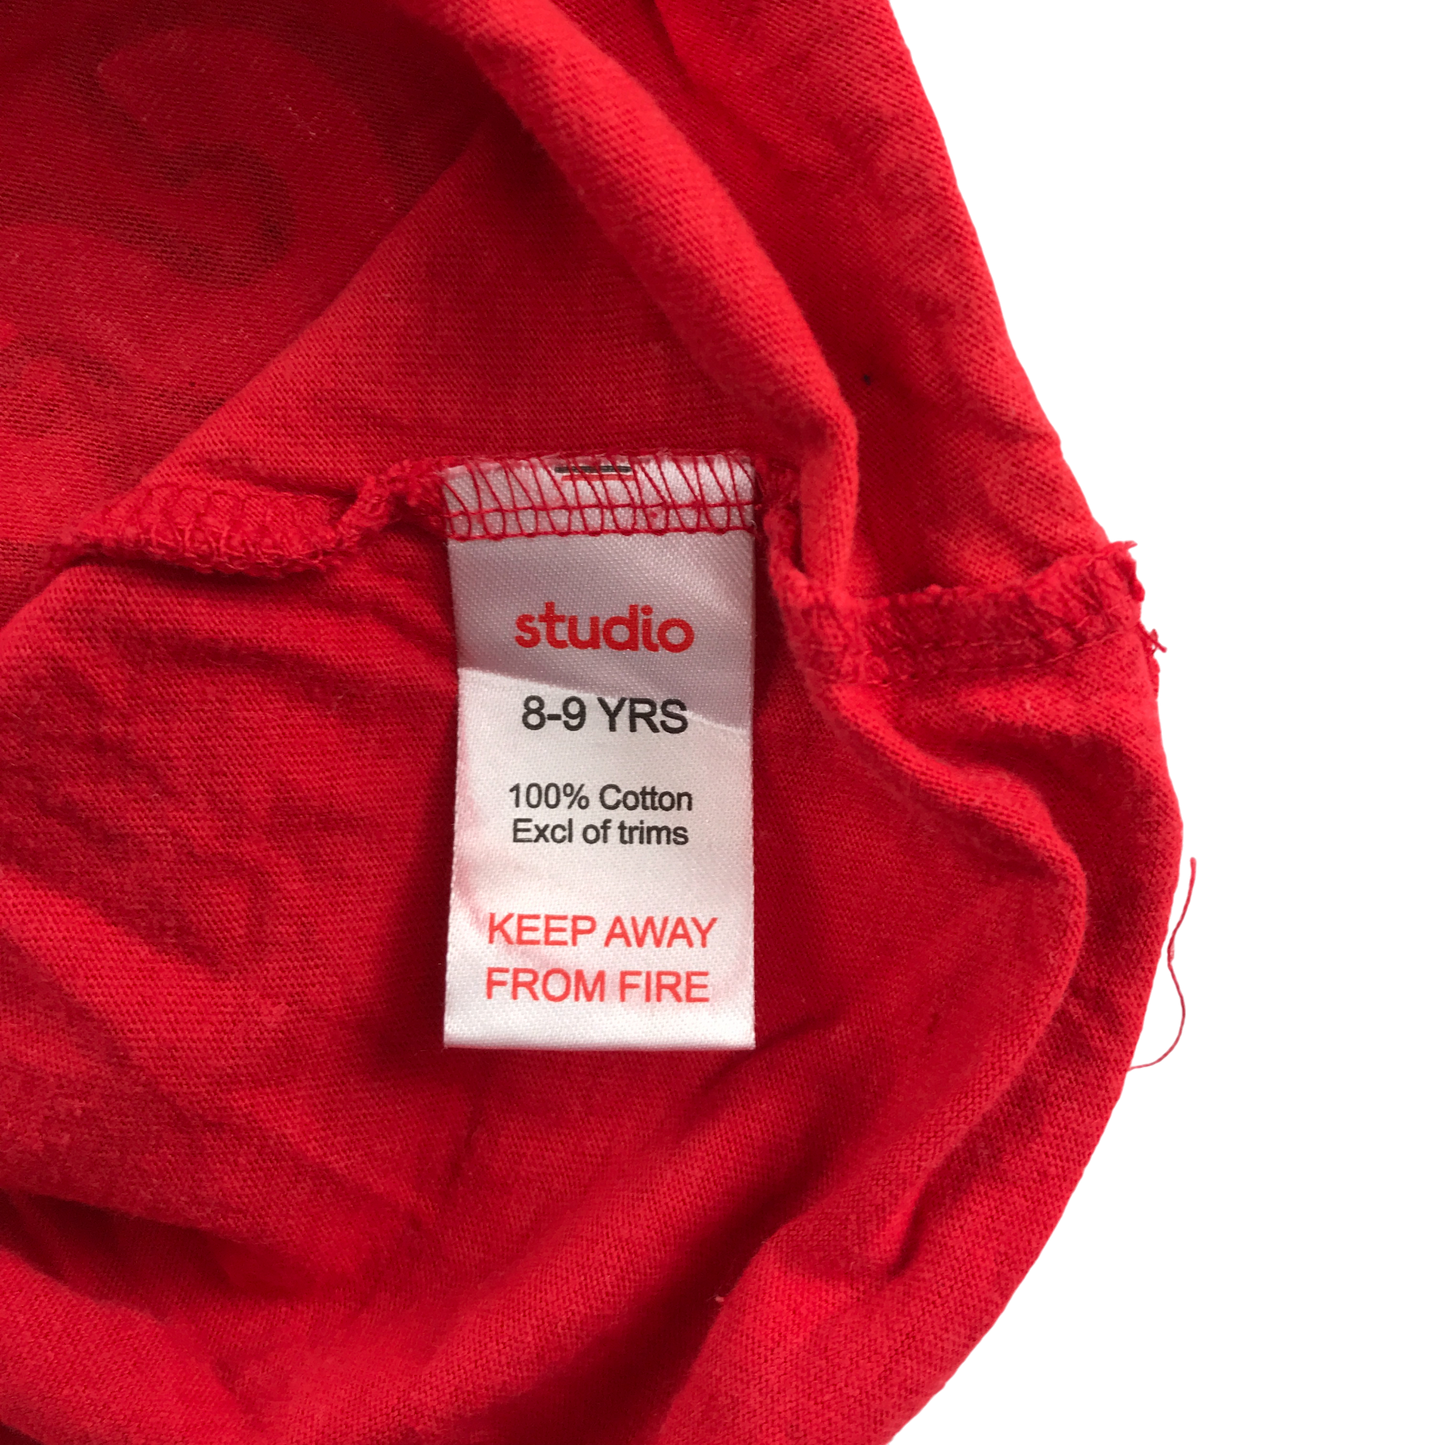 studio
8-9 YRS
100% Cotton
Excl of trims
KEEP AWAY
FROM FIRE